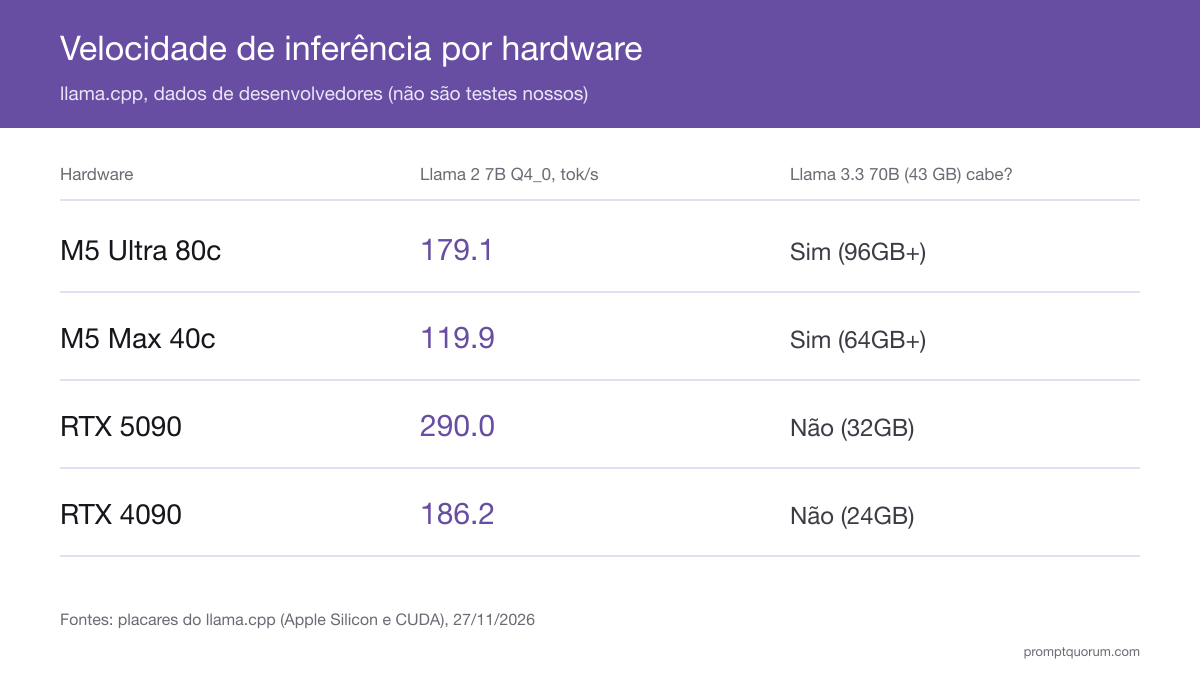 Velocidade de inferência por hardware
llama.cpp, dados de desenvolvedores (não são testes nossos)
Hardware Llama 2 7B Q4_0, tok/s Llama 3.3 70B (43 GB) cabe?
M5 Ultra 80c 179.1 Sim (96GB+)
M5 Max 40c 119.9 Sim (64GB+)
RTX 5090 290.0 Não (32GB)
RTX 4090 186.2 Não (24GB)
Fontes: placares do llama.cpp (Apple Silicon e CUDA), 27/11/2026
promptquorum.com